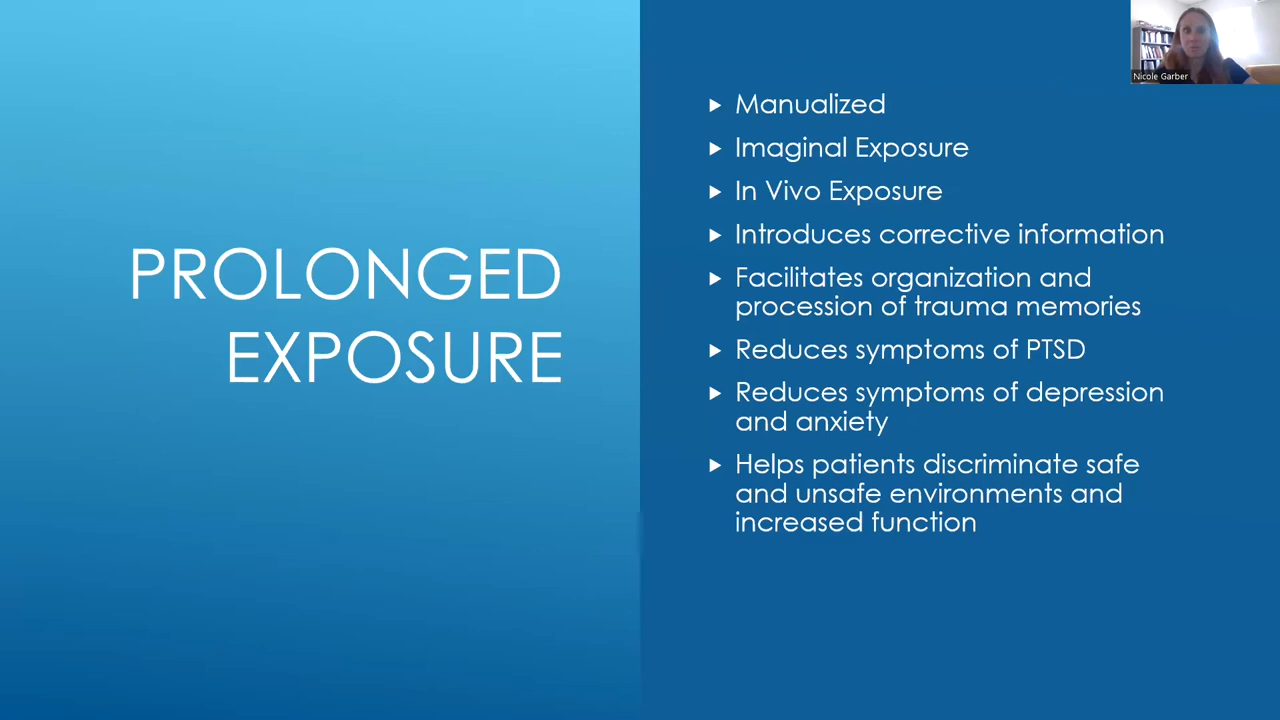 PROLONGED
EXPOSURE
Manualized
Imaginal Exposure
In Vivo Exposure
Introduces corrective information
Facilitates organization and
procession of trauma memories
Reduces symptoms of PTSD
Reduces symptoms of depression
and anxiety
Helps patients discriminate safe
and unsafe environments and
increased function
Nicole Garber